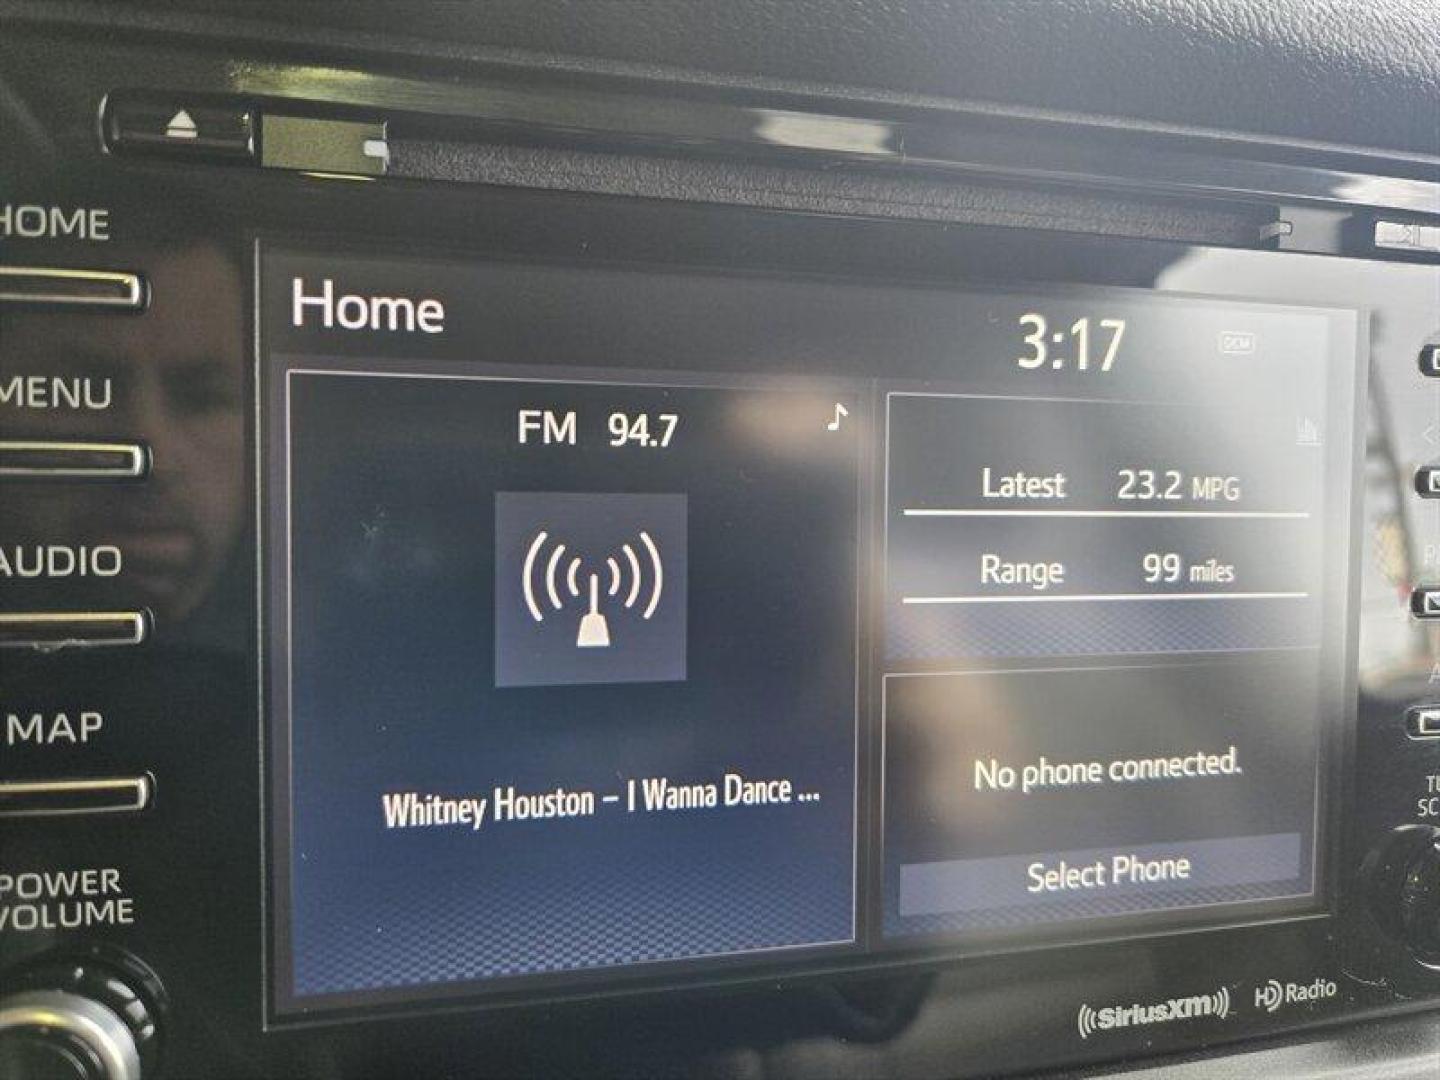 HOME
MENU
AUDIO
MAP
POWER
VOLUME
Home
3:17
DCM
FM 94.7
Whitney Houston – I Wanna Dance ...
Latest 23.2 MPG
Range 99 miles
No phone connected.
Select Phone
SiriusXM
HD Radio